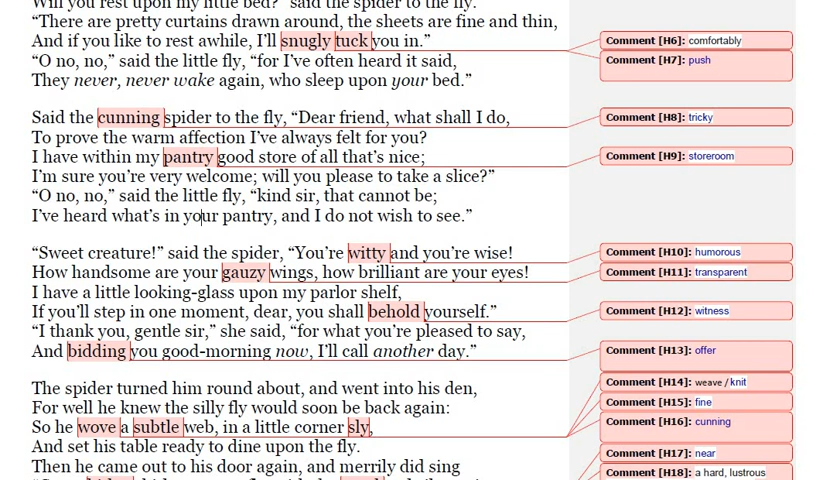 Will you rest upon my little bed?" said the spider to the fly.
“There are pretty curtains drawn around, the sheets are fine and thin,
And if you like to rest awhile, I’ll snugly tuck you in.”
“O no, no,” said the little fly, “for I’ve often heard it said,
They never, never wake again, who sleep upon your bed.”
Said the cunning spider to the fly, “Dear friend, what shall I do,
To prove the warm affection I’ve always felt for you?
I have within my pantry good store of all that’s nice;
I’m sure you’re very welcome; will you please to take a slice?”
“O no, no,” said the little fly, “kind sir, that cannot be;
I’ve heard what’s in your pantry, and I do not wish to see.”
“Sweet creature!” said the spider, “You’re witty and you’re wise!
How handsome are your gauzy wings, how brilliant are your eyes!
I have a little looking-glass upon my parlor shelf,
If you’ll step in one moment, dear, you shall behold yourself.”
“I thank you, gentle sir,” she said, “for what you’re pleased to say,
And bidding you good-morning now, I’ll call another day.”
The spider turned him round about, and went into his den,
For well he knew the silly fly would soon be back again:
So he wove a subtle web, in a little corner sly,
And set his table ready to dine upon the fly.
Then he came out to his door again, and merrily did sing
Comment [H6]: comfortably
Comment [H7]: push
Comment [H8]: tricky
Comment [H9]: storeroom
Comment [H10]: humorous
Comment [H11]: transparent
Comment [H12]: witness
Comment [H13]: offer
Comment [H14]: weave / knit
Comment [H15]: fine
Comment [H16]: cunning
Comment [H17]: near
Comment [H18]: a hard, lustrous